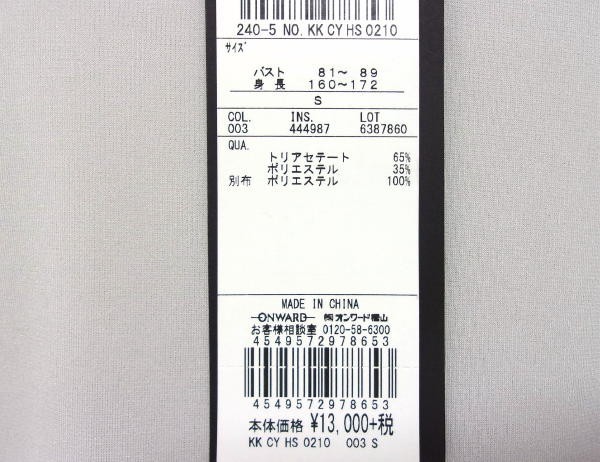 240-5 NO. KK CY HS 0210
サイズ
バスト 81~ 89
身 長 160~172
S
COL. INS. LOT
003 444987 6387860
QUA.
トリアセテート 65%
ポリエステル 35%
別布 ポリエステル 100%
MADE IN CHINA
ONWARD ㈱オンワード樫山
お客様相談室 0120-58-6300
4549572978653
4549572978653
本体価格 ¥13,000+税
KK CY HS 0210 003 S